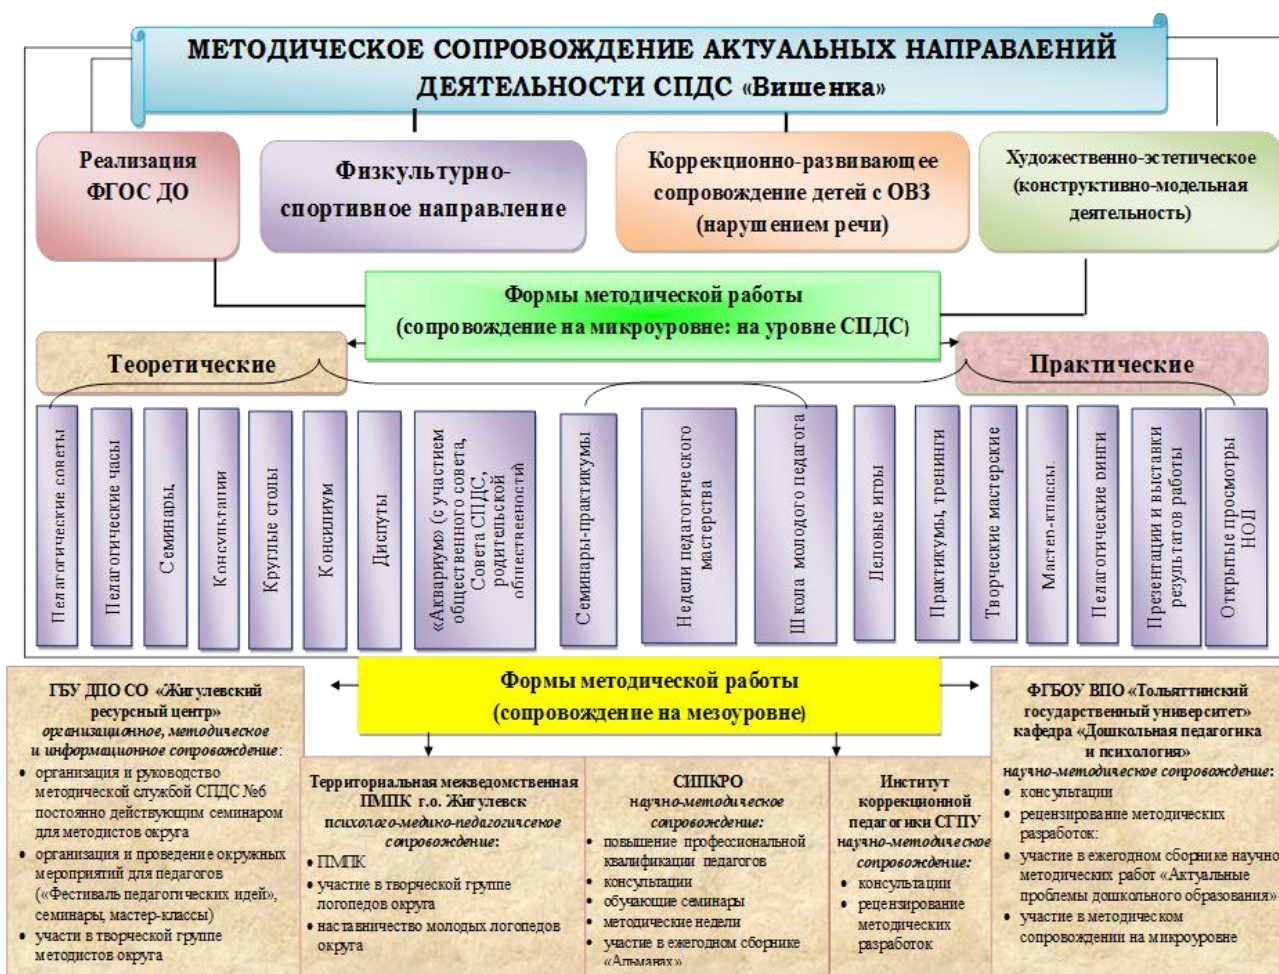 МЕТОДИЧЕСКОЕ СОПРОВОЖДЕНИЕ АКТУАЛЬНЫХ НАПРАВЛЕНИЙ
ДЕЯТЕЛЬНОСТИ СПДС «Вишенка»
Реализация
ФГОС ДО
Физкультурно-
спортивное направление
Коррекционно-развивающее
сопровождение детей с ОВЗ
(нарушением речи)
Художественно-эстетическое
(конструктивно-модельная
деятельность)
Формы методической работы
(сопровождение на микроуровне: на уровне СПДС)
Теоретические
Практические
Педагогические советы
Педагогические часы
Семинары,
Консультации
Круглые столы
Консилиум
Диспуты
«Аквариум» (с участием
общественного совета,
Совета СПДС,
родительской
общественности)
Семинары-практикумы
Недели педагогического
мастерства
Школа молодого педагога
Деловые игры
Практикумы, тренинги
Творческие мастерские
Мастер-классы.
Педагогические ринги
Презентации и выставки
результатов работы
Открытые просмотры
НОД
Формы методической работы
(сопровождение на мезоуровне)
ГБУ ДПО СО «Жигулевский
ресурсный центр»
организационное, методическое
и информационное сопровождение:
• организация и руководство
методической службой СПДС №6
постоянно действующим семинаром
для методистов округа
• организация и проведение окружных
мероприятий для педагогов
(«Фестиваль педагогических идей»,
семинары, мастер-классы)
• участи в творческой группе
методистов округа
Территориальная межведомственная
ПМПК г.о. Жигулевск
психолого-медико-педагогичсекое
сопровождение:
• ПМПК
• участие в творческой группе
логопедов округа
• наставничество молодых логопедов
округа
СИПКРО
научно-методическое
сопровождение:
• повышение профессиональной
квалификации педагогов
• консультации
• обучающие семинары
• методические недели
• участие в ежегодном сборнике
«Альманах»
Институт
коррекционной
педагогики СГПУ
научно-методическое
сопровождение:
• консультации
• рецензирование
методических
разработок
ФГБОУ ВПО «Тольяттинский
государственный университет»
кафедра «Дошкольная педагогика
и психология»
научно-методическое сопровождение:
• консультации
• рецензирование методических
разработок:
• участие в ежегодном сборнике научно
методических работ «Актуальные
проблемы дошкольного образования»
• участие в методическом
сопровождении на микроуровне